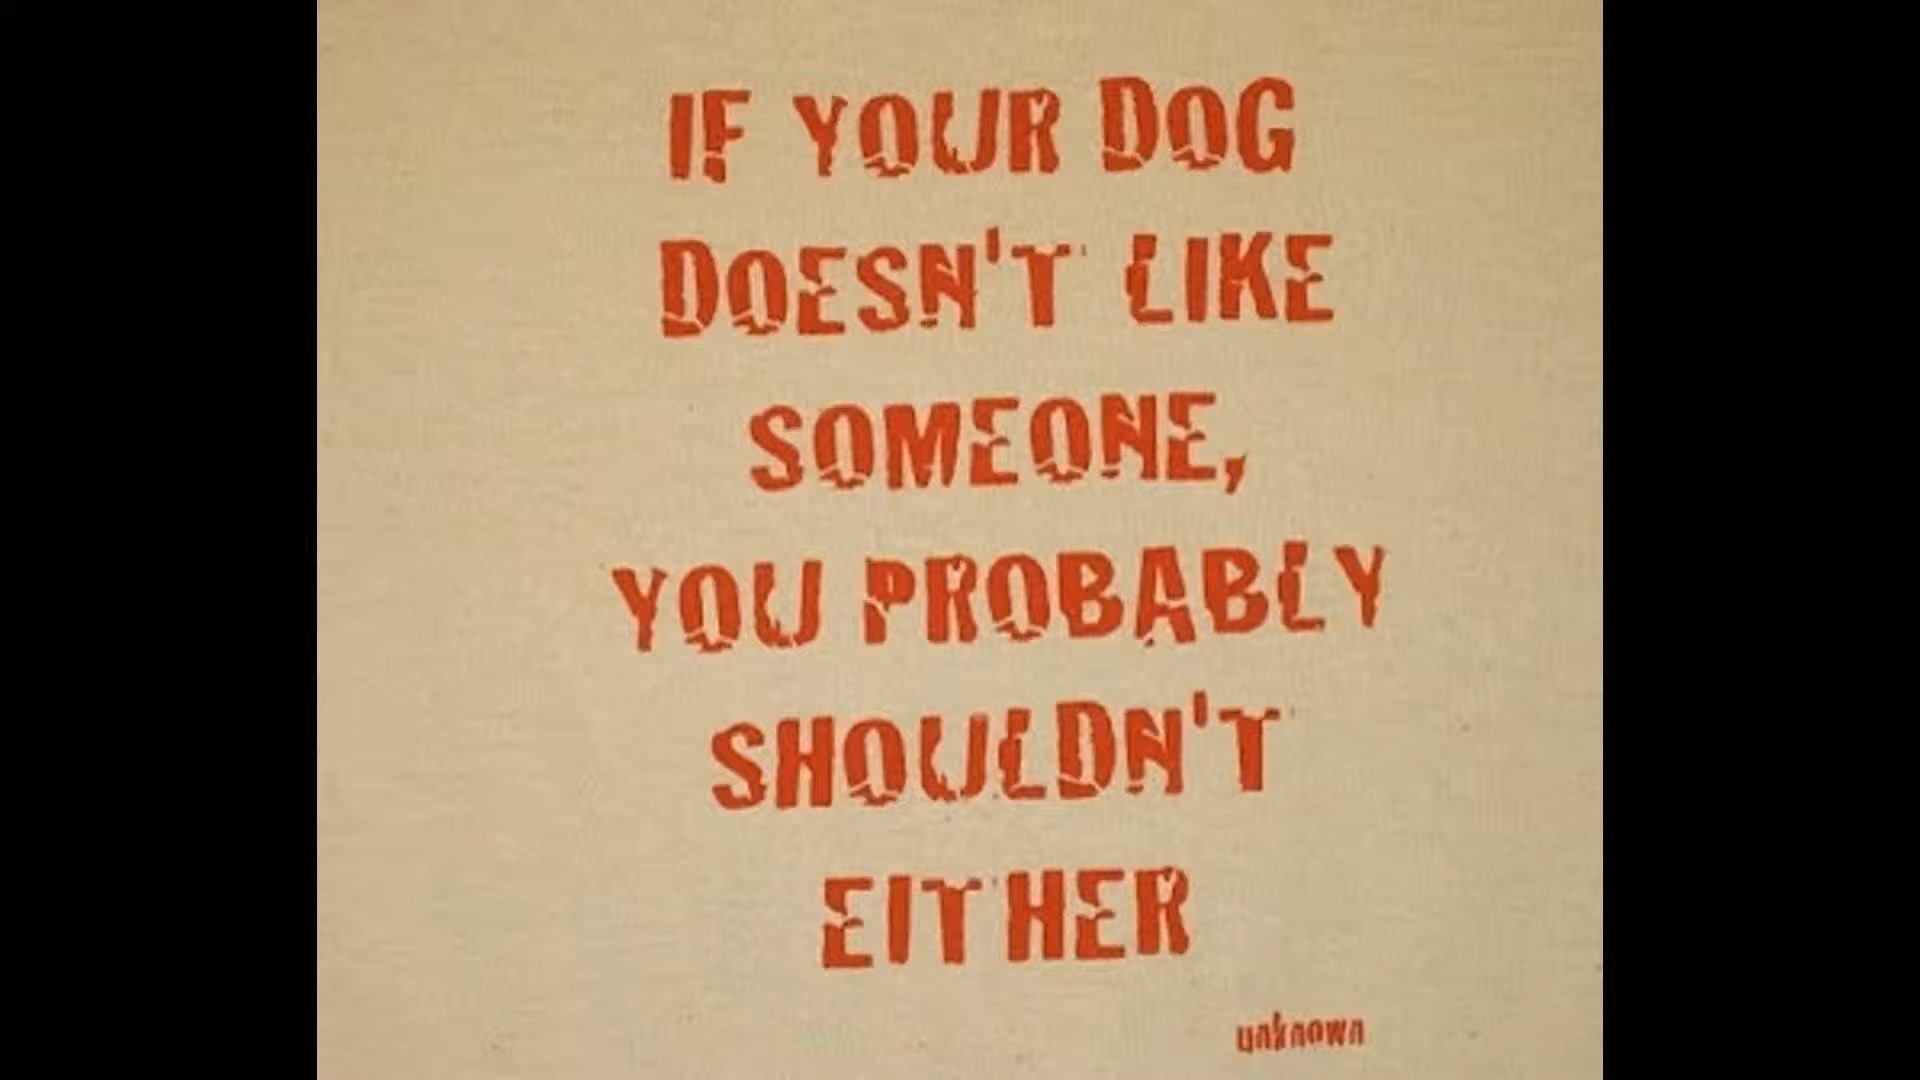 IF YOUR DOG
DOESN'T LIKE
SOMEONE,
YOU PROBABLY
SHOULDN'T
EITHER
unknown